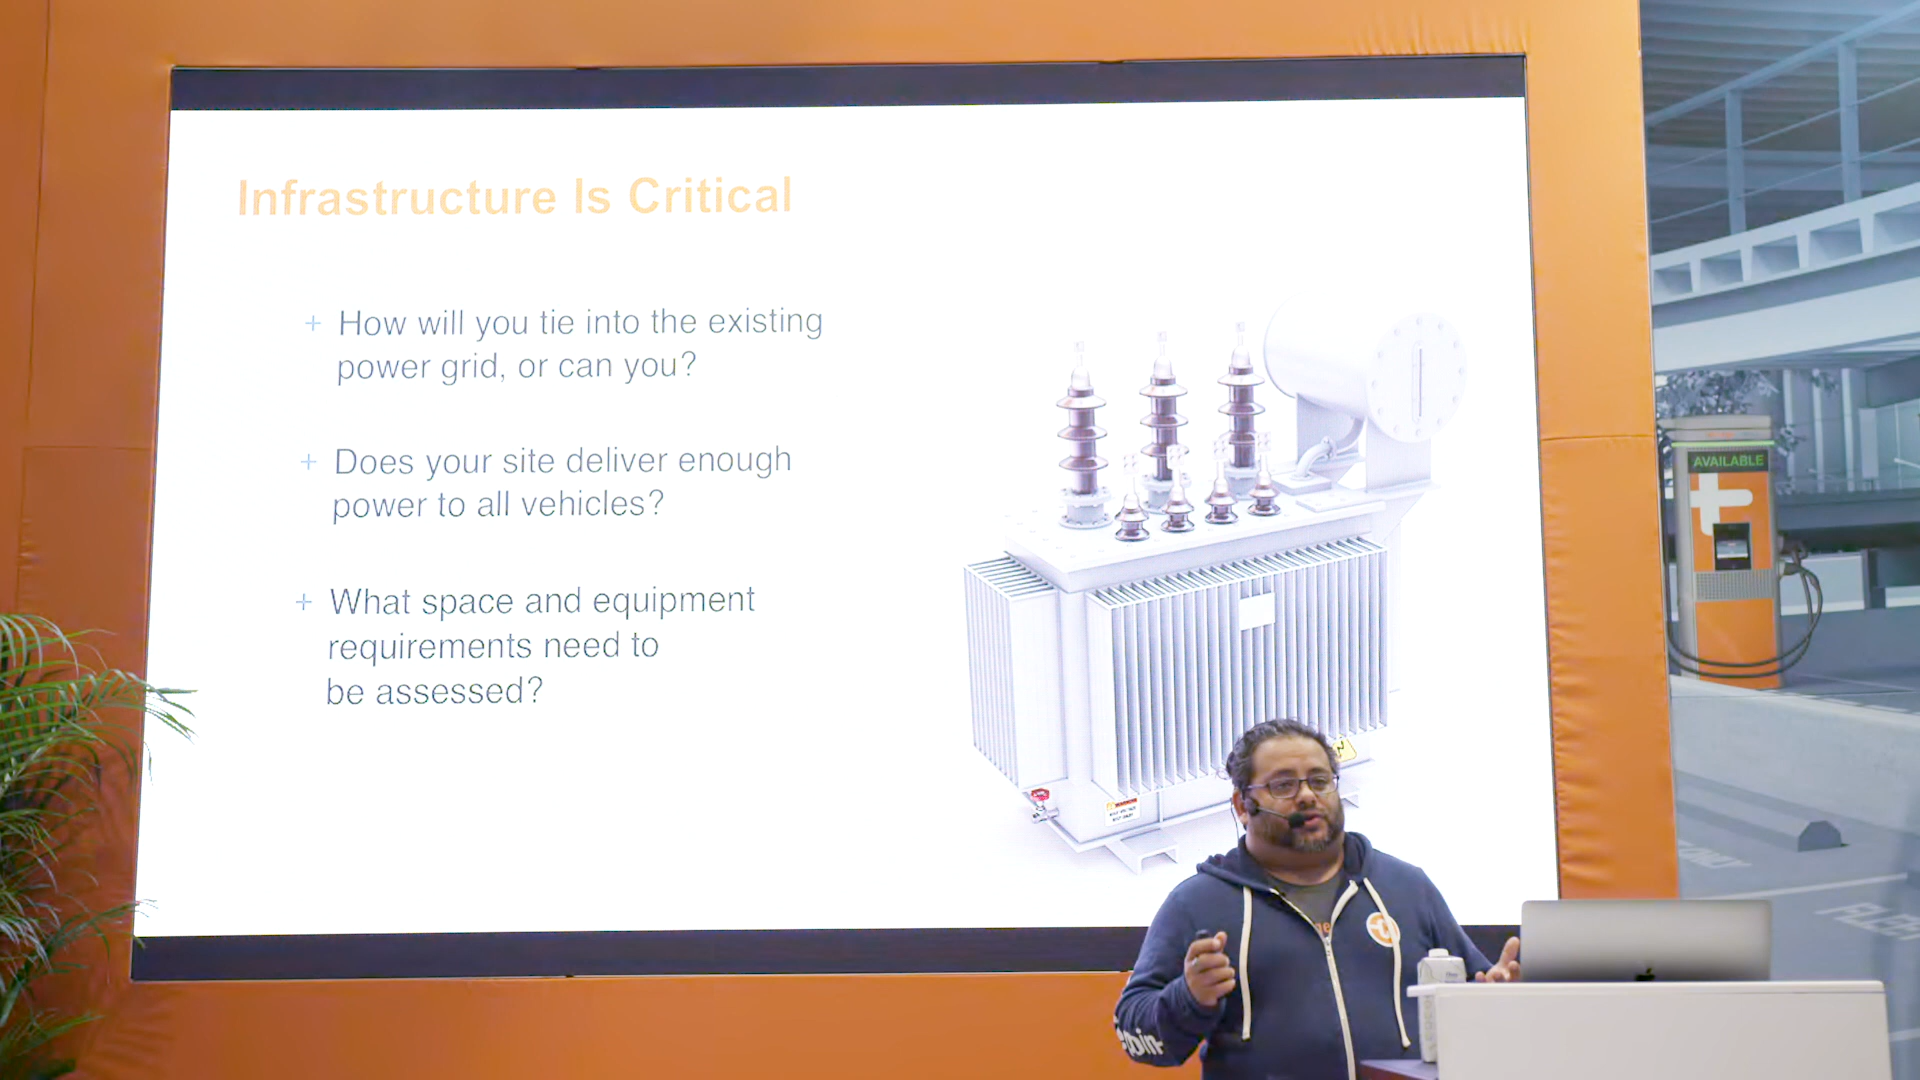 Infrastructure Is Critical
+ How will you tie into the existing
power grid, or can you?
+ Does your site deliver enough
power to all vehicles?
+ What space and equipment
requirements need to
be assessed?
AVAILABLE